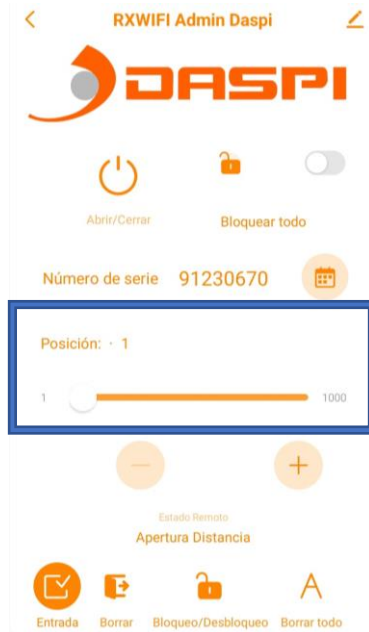 RXWIFI Admin Daspi
DASPI
Abrir/Cerrar
Bloquear todo
Número de serie 91230670
Posición: · 1
1 1000
Estado Remoto
Apertura Distancia
Entrada Borrar Bloqueo/Desbloqueo Borrar todo